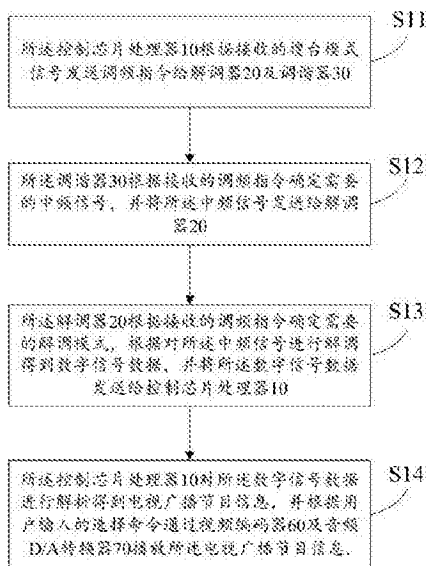 S11
所述控制芯片处理器10根据接收的搜台模式
信号发送调频指令给解调器20及调谐器30
S12
所述调谐器30根据接收的调频指令确定需要
的中频信号，并将所述中频信号发送给解调
器20
S13
所述解调器20根据接收的调频指令确定需要
的解调模式，根据对所述中频信号进行解调
得到数字信号数据，并将所述数字信号数据
发送给控制芯片处理器10
S14
所述控制芯片处理器10对所述数字信号数据
进行解析得到电视广播节目信息，并根据用
户输入的选择命令通过视频编码器60及音频
D/A转换器70播放所述电视广播节目信息。